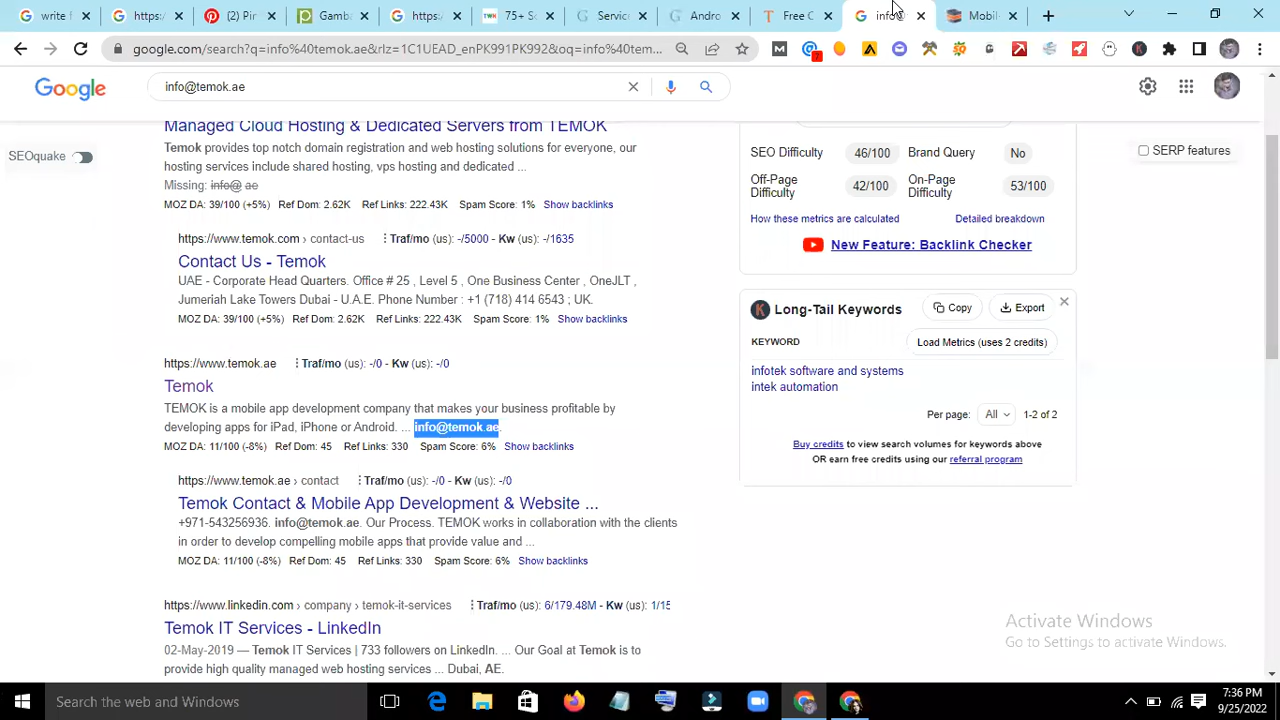 write
https
(2) Pin
Gamba
https
75+ S
Servic
Andro
Free C
info
Mobil
google.com/search?q=info%40temok.ae&rlz=1C1UEAD_enPK991PK992&oq=info%40tem...
Google
info@temok.ae
Managed Cloud Hosting & Dedicated Servers from TEMOK
SEOquake
Temok provides top notch domain registration and web hosting solutions for everyone, our
hosting services include shared hosting, vps hosting and dedicated ...
Missing: info@ ae
MOZ DA: 39/100 (+5%) Ref Dom: 2.62K Ref Links: 222.43K Spam Score: 1% Show backlinks
https://www.temok.com › contact-us Traf/mo (us): -/5000 - Kw (us): -/1635
Contact Us - Temok
UAE - Corporate Head Quarters. Office # 25 , Level 5 , One Business Center , OneJLT ,
Jumeriah Lake Towers Dubai - U.A.E. Phone Number : +1 (718) 414 6543 ; UK.
MOZ DA: 39/100 (+5%) Ref Dom: 2.62K Ref Links: 222.43K Spam Score: 1% Show backlinks
https://www.temok.ae Traf/mo (us): -/0 - Kw (us): -/0
Temok
TEMOK is a mobile app development company that makes your business profitable by
developing apps for iPad, iPhone or Android. ... info@temok.ae.
MOZ DA: 11/100 (-8%) Ref Dom: 45 Ref Links: 330 Spam Score: 6% Show backlinks
https://www.temok.ae › contact Traf/mo (us): -/0 - Kw (us): -/0
Temok Contact & Mobile App Development & Website ...
+971-543256936. info@temok.ae. Our Process. TEMOK works in collaboration with the clients
in order to develop compelling mobile apps that provide value and ...
MOZ DA: 11/100 (-8%) Ref Dom: 45 Ref Links: 330 Spam Score: 6% Show backlinks
https://www.linkedin.com › company › temok-it-services Traf/mo (us): 6/179.48M - Kw (us): 1/15
Temok IT Services - LinkedIn
02-May-2019 — Temok IT Services | 733 followers on LinkedIn. ... Our Goal at Temok is to
provide high quality managed web hosting services ... Dubai, AE.
SEO Difficulty 46/100 Brand Query No
Off-Page Difficulty 42/100 On-Page Difficulty 53/100
How these metrics are calculated Detailed breakdown
New Feature: Backlink Checker
Long-Tail Keywords Copy Export
KEYWORD Load Metrics (uses 2 credits)
infotek software and systems
intek automation
Per page: All 1-2 of 2
Buy credits to view search volumes for keywords above
OR earn free credits using our referral program
SERP features
Activate Windows
Go to Settings to activate Windows.
Search the web and Windows
7:36 PM
9/25/2022